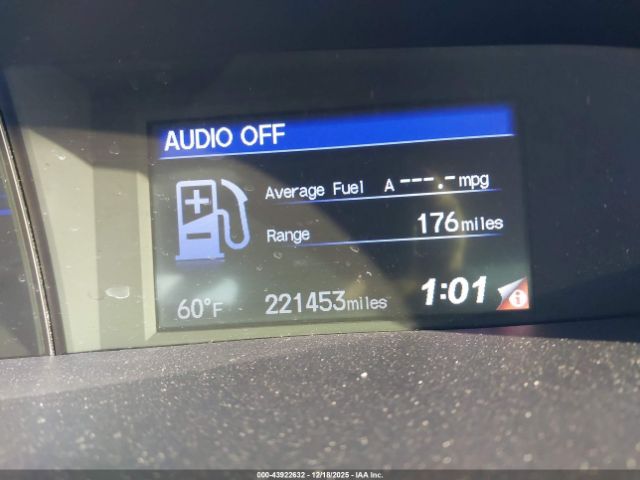 AUDIO OFF
Average Fuel A ---.- mpg
Range 176 miles
60°F 221453 miles 1:01
000-43922632 - 12/18/2025 - IAA Inc.